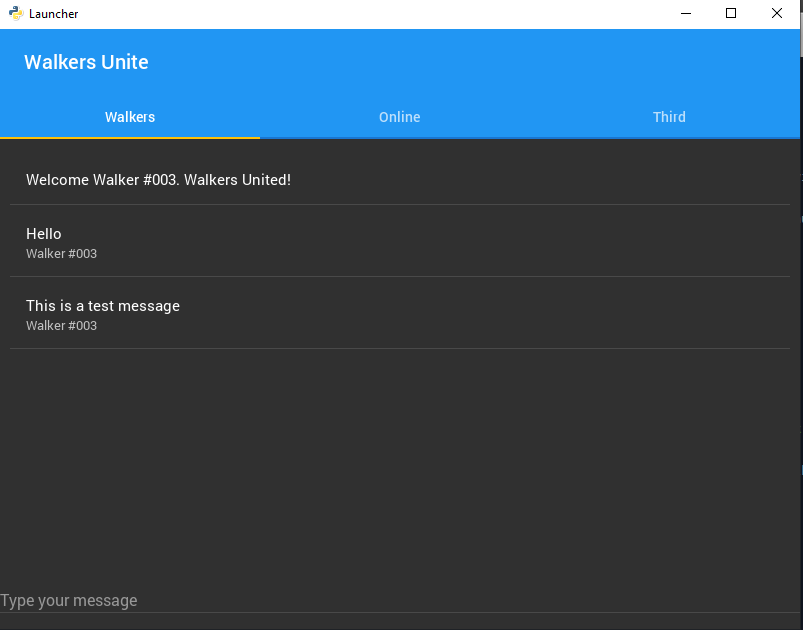 Launcher
Walkers Unite
Walkers Online Third
Welcome Walker #003. Walkers United!
Hello
Walker #003
This is a test message
Walker #003
Type your message